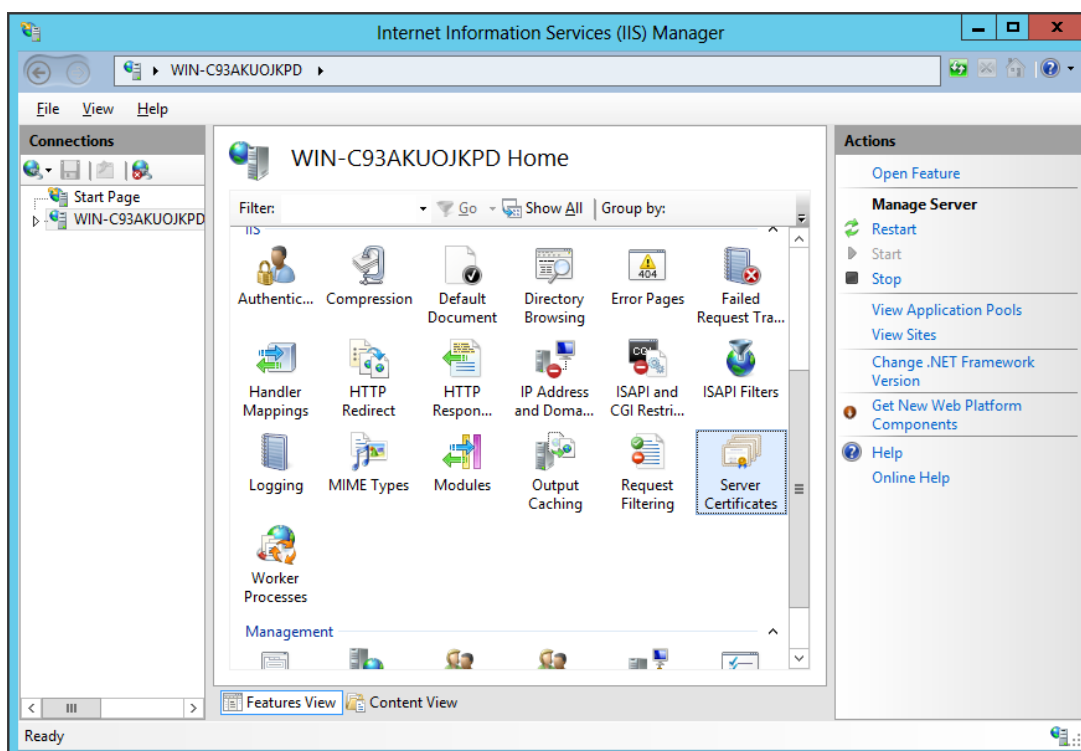 Internet Information Services (IIS) Manager
WIN-C93AKUOJKPD
File View Help
Connections
Start Page
WIN-C93AKUOJKPD
WIN-C93AKUOJKPD Home
Filter: Go Show All Group by:
IIS
Authentic... Compression Default Document Directory Browsing Error Pages Failed Request Tra...
Handler Mappings HTTP Redirect HTTP Respon... IP Address and Doma... ISAPI and CGI Restri... ISAPI Filters
Logging MIME Types Modules Output Caching Request Filtering Server Certificates
Worker Processes
Management
Features View Content View
Actions
Open Feature
Manage Server
Restart
Start
Stop
View Application Pools
View Sites
Change .NET Framework
Version
Get New Web Platform
Components
Help
Online Help
Ready